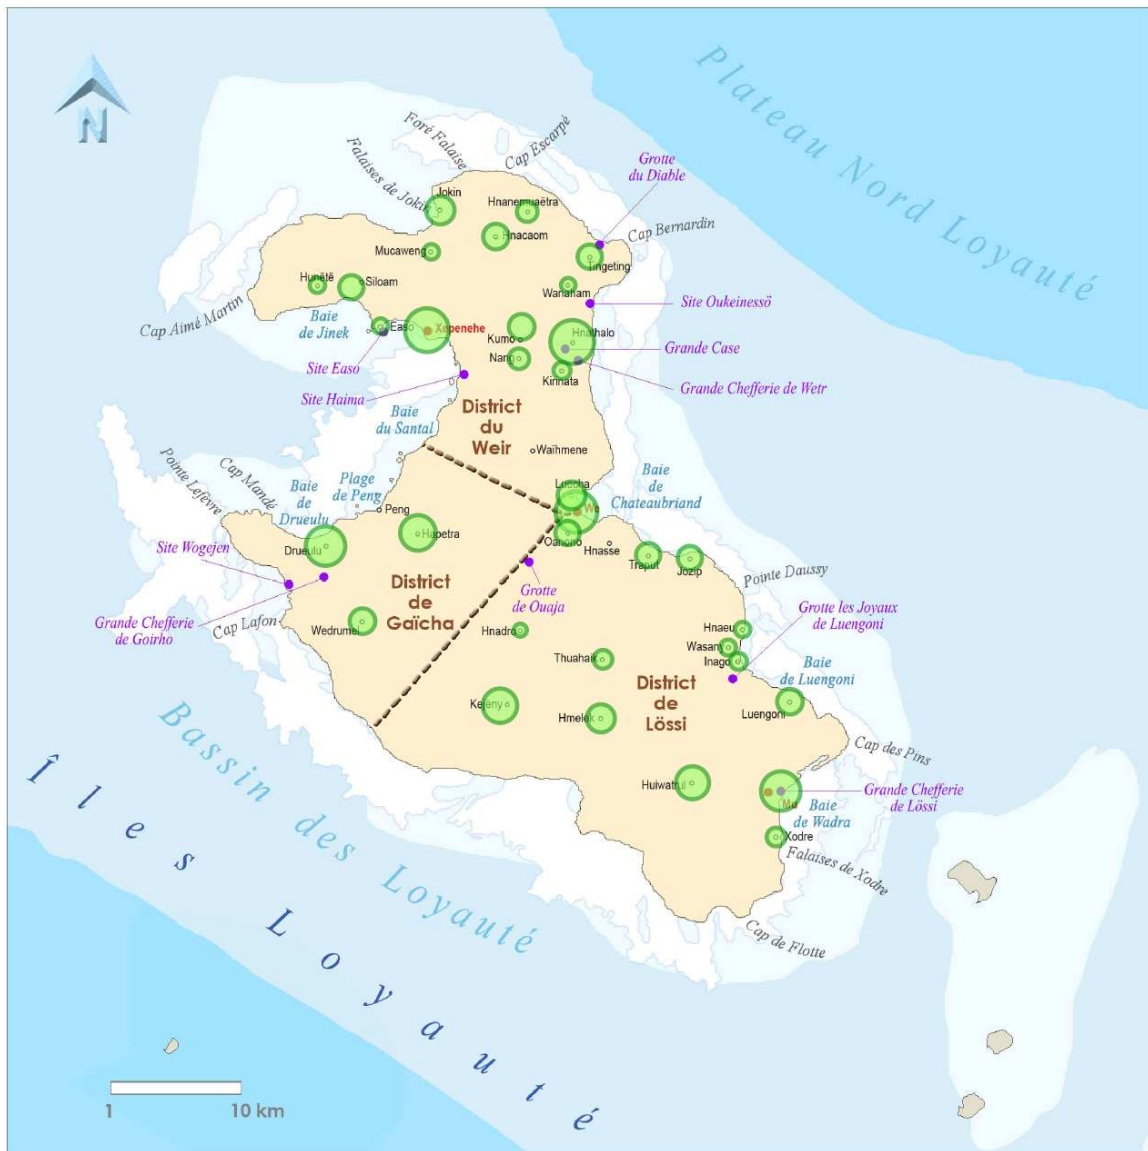 Plateau Nord Loyauté
N
Foré Falaise
Cap Escarpé
Falaises de Jokin
Grotte
du Diable
Jokin
Hnanemuaëtra
Hnacaom
Cap Bernardin
Mucaweng
Tingeting
Hunëtë
Siloam
Wanaham
Cap Aimé Martin
Baie
de Jinek
Site Oukeinessö
Easo
Xepenehe
Kumo
Hnathalo
Grande Case
Site Easo
Nang
Kirinata
Grande Chefferie de Wetr
Site Haima
Baie
du Santal
District
du
Weir
Waihmene
Pointe Lefèvre
Cap Mandé
Baie
de
Drueulu
Plage
de Peng
Luecha
Baie
de
Chateaubriand
Peng
We
Drueulu
Hapetra
Oanono
Hnasse
Traput
Jozip
Site Wogejen
Grotte
de Ouaja
Pointe Daussy
Grande Chefferie
de Goirho
District
de
Gaïcha
Grotte les Joyaux
de Luengoni
Cap Lafon
Wedrumel
Hnadro
Hnaeu
Wasany
Inago
Thuahaik
District
de
Lössi
Baie
de Luengoni
Kejeny
Hmelek
Luengoni
Cap des Pins
Huiwatrul
Grande Chefferie
de Lössi
Mu
Baie
de Wadra
Xodre
Falaises de Xodre
Cap de Flotte
Bassin des Loyauté
Îles Loyauté
1 10 km